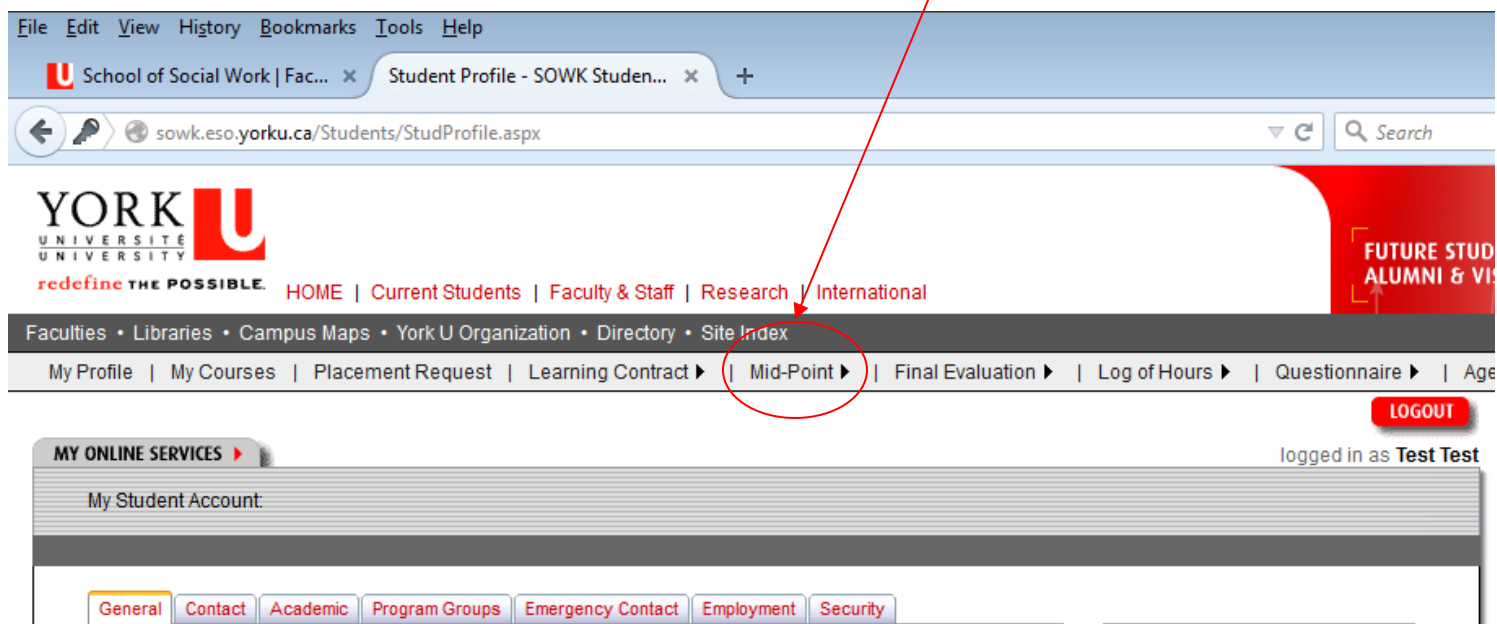 File Edit View History Bookmarks Tools Help
School of Social Work | Fac... × Student Profile - SOWK Studen... × +
sowk.eso.yorku.ca/Students/StudProfile.aspx Search
YORK U
UNIVERSITÉ
UNIVERSITY
redefine THE POSSIBLE.
HOME | Current Students | Faculty & Staff | Research | International
FUTURE STUD
ALUMNI & VIS
Faculties • Libraries • Campus Maps • York U Organization • Directory • Site Index
My Profile | My Courses | Placement Request | Learning Contract | Mid-Point | Final Evaluation | Log of Hours | Questionnaire | Age
LOGOUT
MY ONLINE SERVICES
logged in as Test Test
My Student Account:
General Contact Academic Program Groups Emergency Contact Employment Security